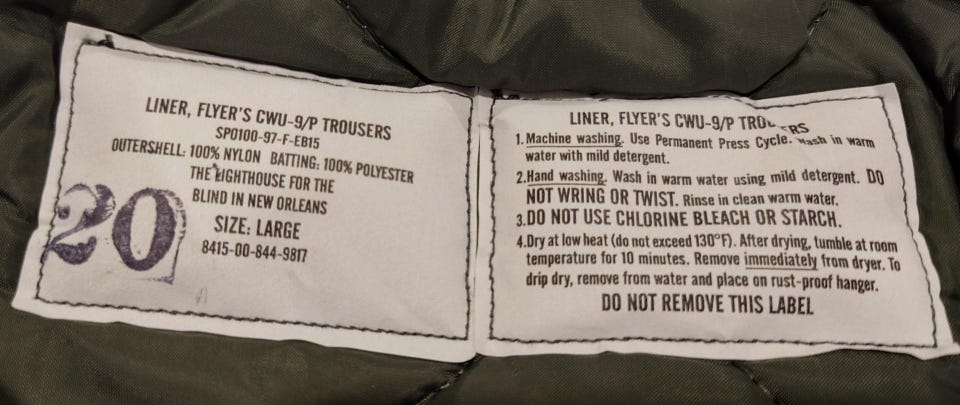 LINER, FLYER'S CWU-9/P TROUSERS
SPO100-97-F-EB15
OUTERSHELL: 100% NYLON BATTING: 100% POLYESTER
THE LIGHTHOUSE FOR THE
BLIND IN NEW ORLEANS
SIZE: LARGE
8415-00-844-9817
20
LINER, FLYER'S CWU-9/P TROUSERS
1. Machine washing. Use Permanent Press Cycle. Wash in warm
water with mild detergent.
2. Hand washing. Wash in warm water using mild detergent. DO
NOT WRING OR TWIST. Rinse in clean warm water.
3. DO NOT USE CHLORINE BLEACH OR STARCH.
4. Dry at low heat (do not exceed 130°F). After drying, tumble at room
temperature for 10 minutes. Remove immediately from dryer. To
drip dry, remove from water and place on rust-proof hanger.
DO NOT REMOVE THIS LABEL